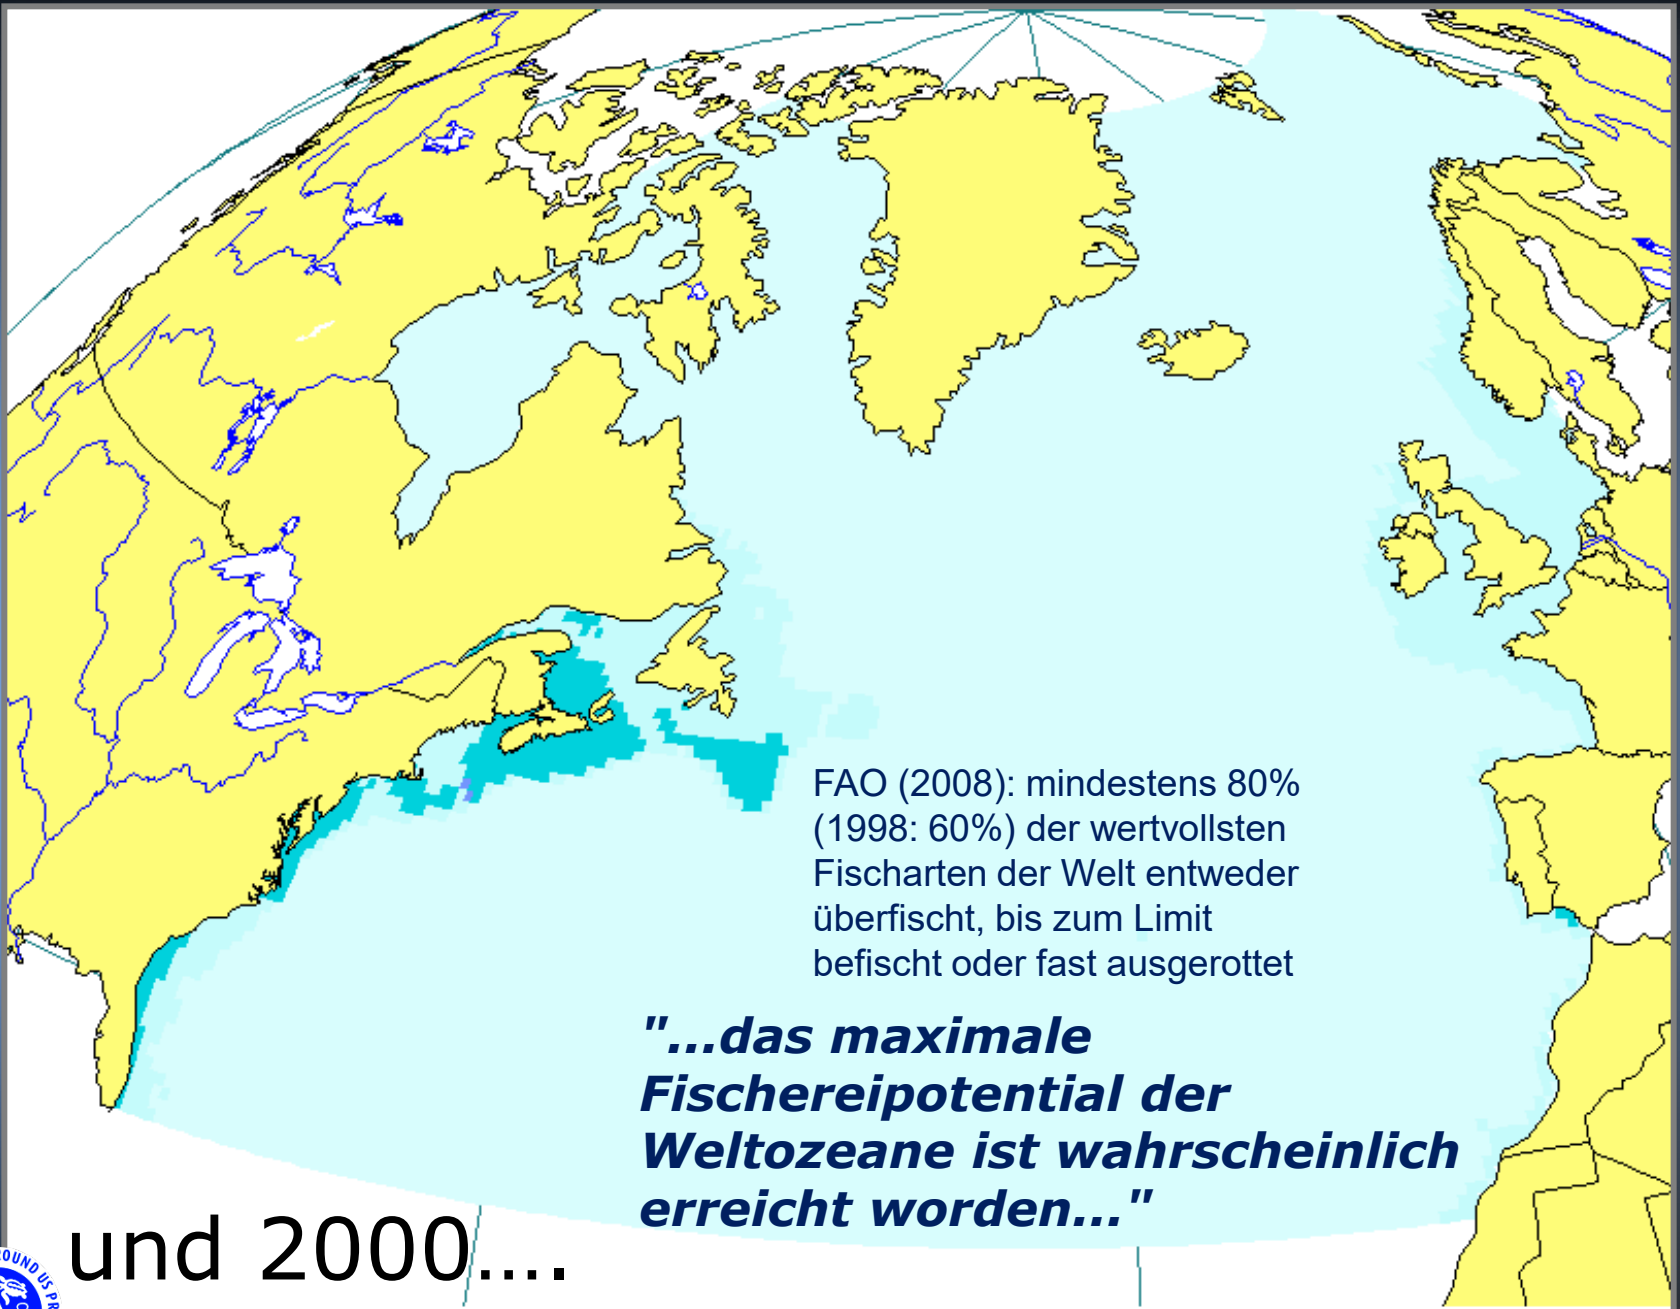 FAO (2008): mindestens 80%
(1998: 60%) der wertvollsten
Fischarten der Welt entweder
überfischt, bis zum Limit
befischt oder fast ausgerottet
"...das maximale
Fischereipotential der
Weltozeane ist wahrscheinlich
erreicht worden..."
und 2000....
US